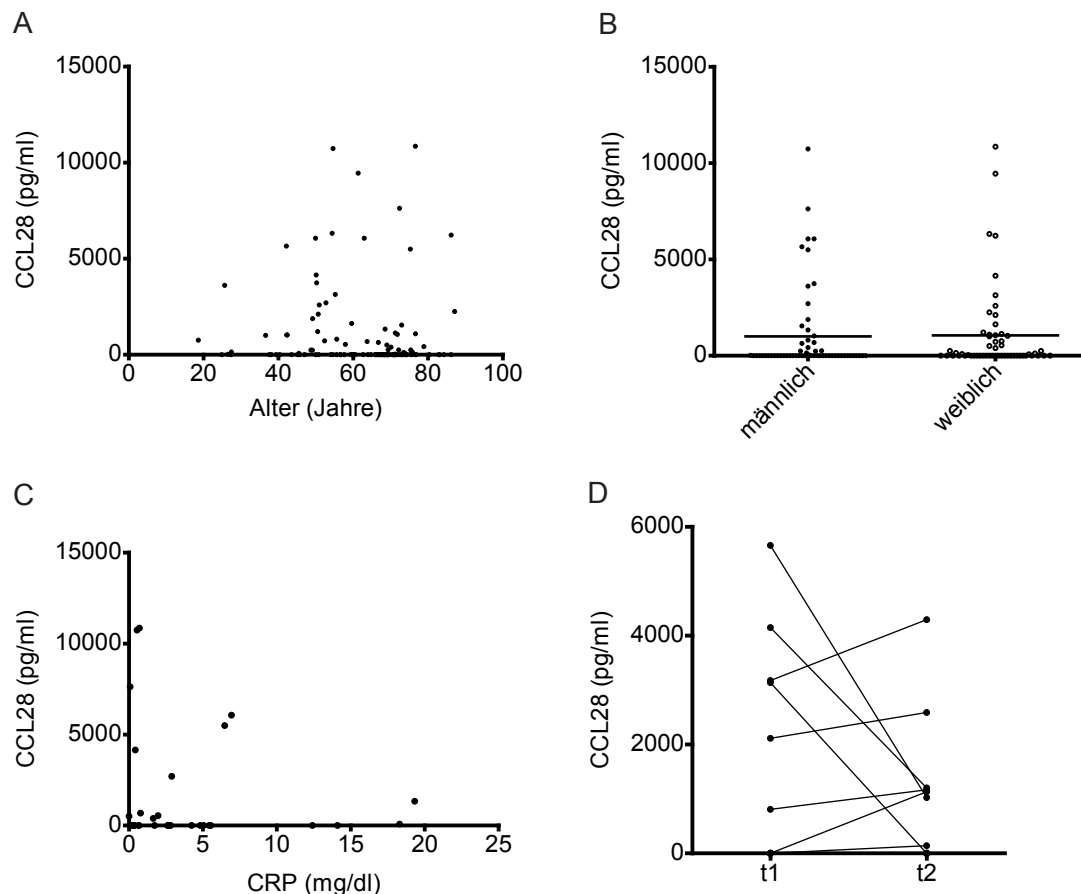 A
15000
10000
5000
0
CCL28 (pg/ml)
0
20
40
60
80
100
Alter (Jahre)
B
15000
10000
5000
0
CCL28 (pg/ml)
männlich
weiblich
C
15000
10000
5000
0
CCL28 (pg/ml)
0
5
10
15
20
25
CRP (mg/dl)
D
6000
4000
2000
0
CCL28 (pg/ml)
t1
t2